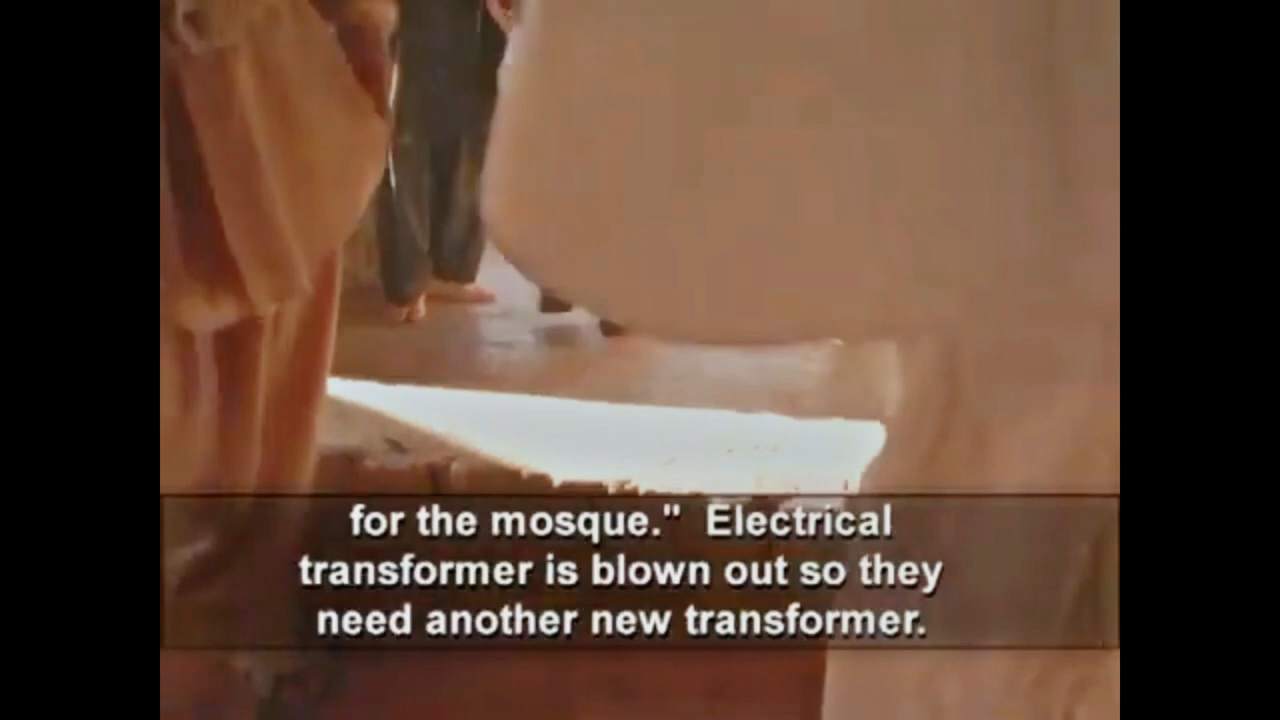 for the mosque."  Electrical
transformer is blown out so they
need another new transformer.